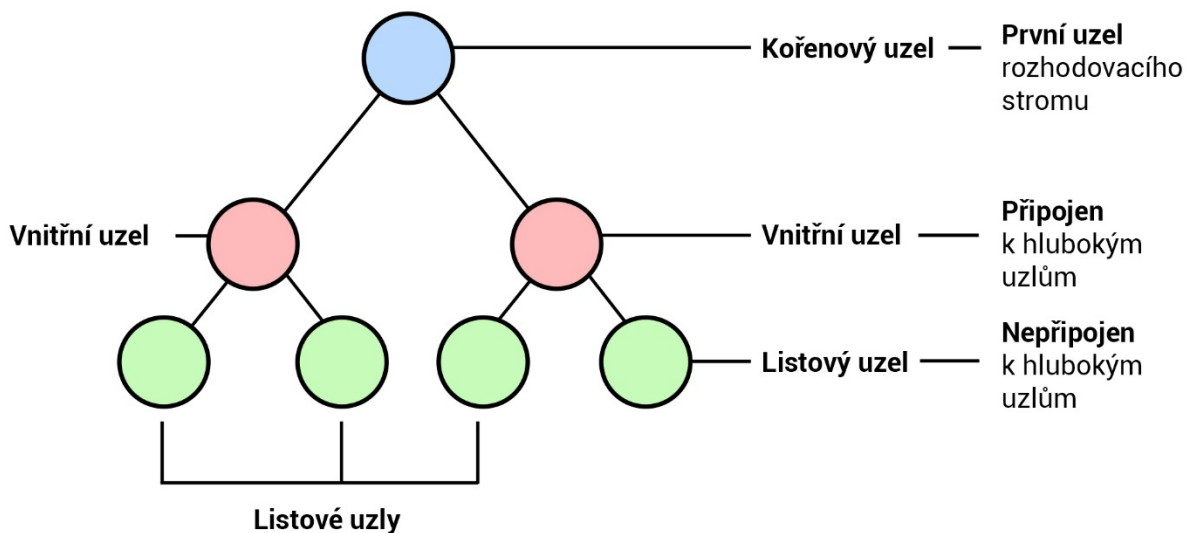 Kořenový uzel
První uzel
rozhodovacího
stromu
Vnitřní uzel
Vnitřní uzel
Připojen
k hlubokým
uzlům
Listový uzel
Nepřipojen
k hlubokým
uzlům
Listové uzly